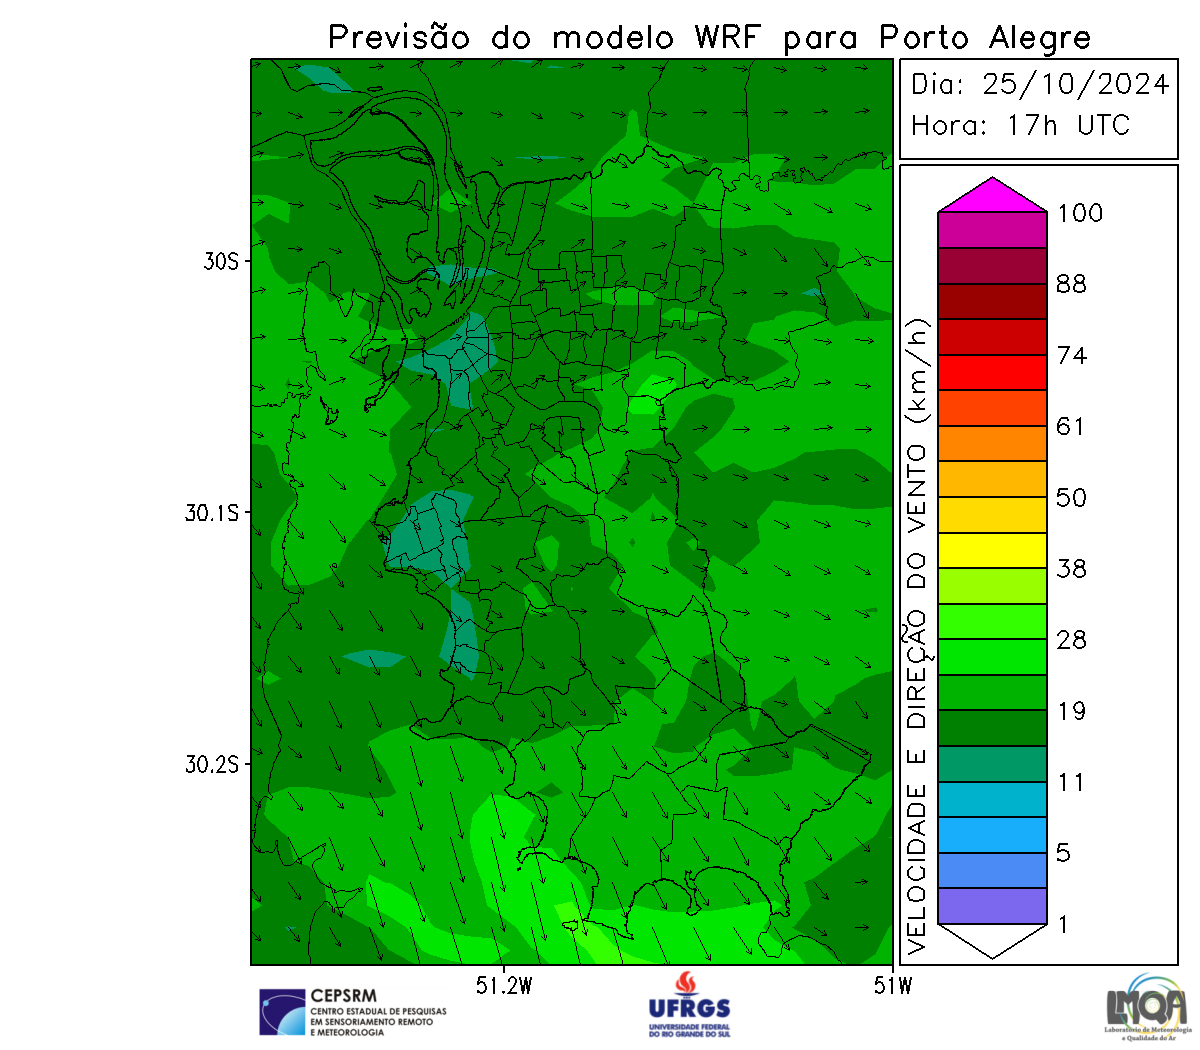 Previsão do modelo WRF para Porto Alegre
Dia: 25/10/2024
Hora: 17h UTC
30S
30.1S
30.2S
51.2W
51W
VELOCIDADE E DIREÇÃO DO VENTO (km/h)
100
88
74
61
50
38
28
19
11
5
1
CEPSRM
CENTRO ESTADUAL DE PESQUISAS
EM SENSORIAMENTO REMOTO
E METEOROLOGIA
UFRGS
UNIVERSIDADE FEDERAL
DO RIO GRANDE DO SUL
LMQA
Laboratório de Meteorologia
e Qualidade do Ar